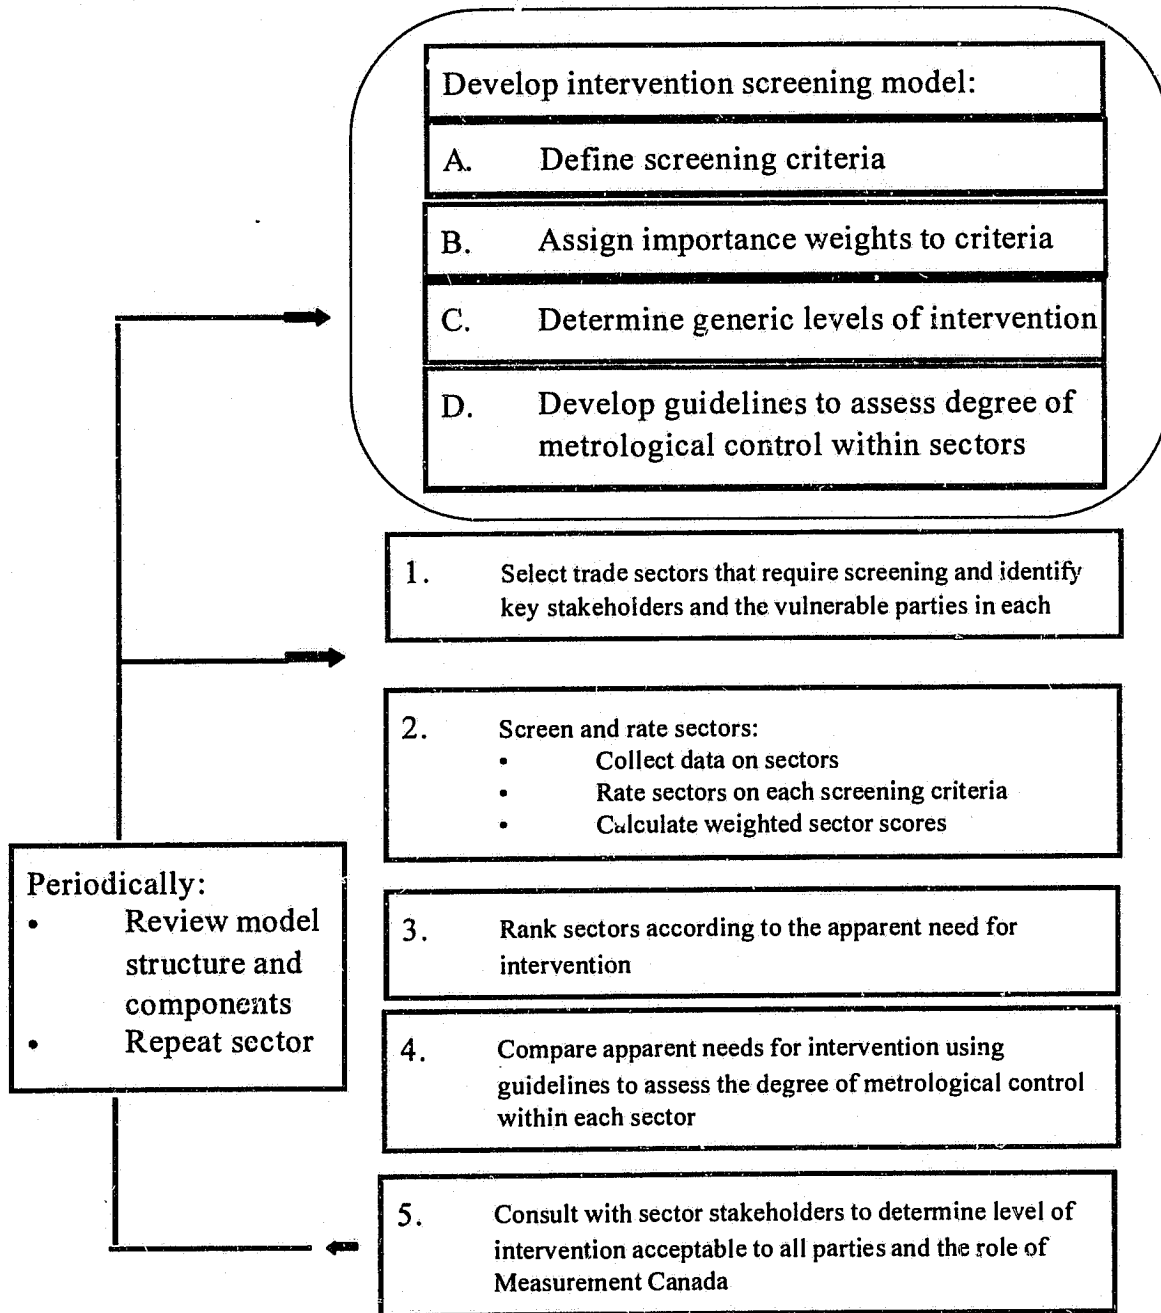 Develop intervention screening model:
A. Define screening criteria
B. Assign importance weights to criteria
C. Determine generic levels of intervention
D. Develop guidelines to assess degree of
metrological control within sectors
1. Select trade sectors that require screening and identify
key stakeholders and the vulnerable parties in each
2. Screen and rate sectors:
• Collect data on sectors
• Rate sectors on each screening criteria
• Calculate weighted sector scores
Periodically:
• Review model
structure and
components
• Repeat sector
3. Rank sectors according to the apparent need for
intervention
4. Compare apparent needs for intervention using
guidelines to assess the degree of metrological control
within each sector
5. Consult with sector stakeholders to determine level of
intervention acceptable to all parties and the role of
Measurement Canada